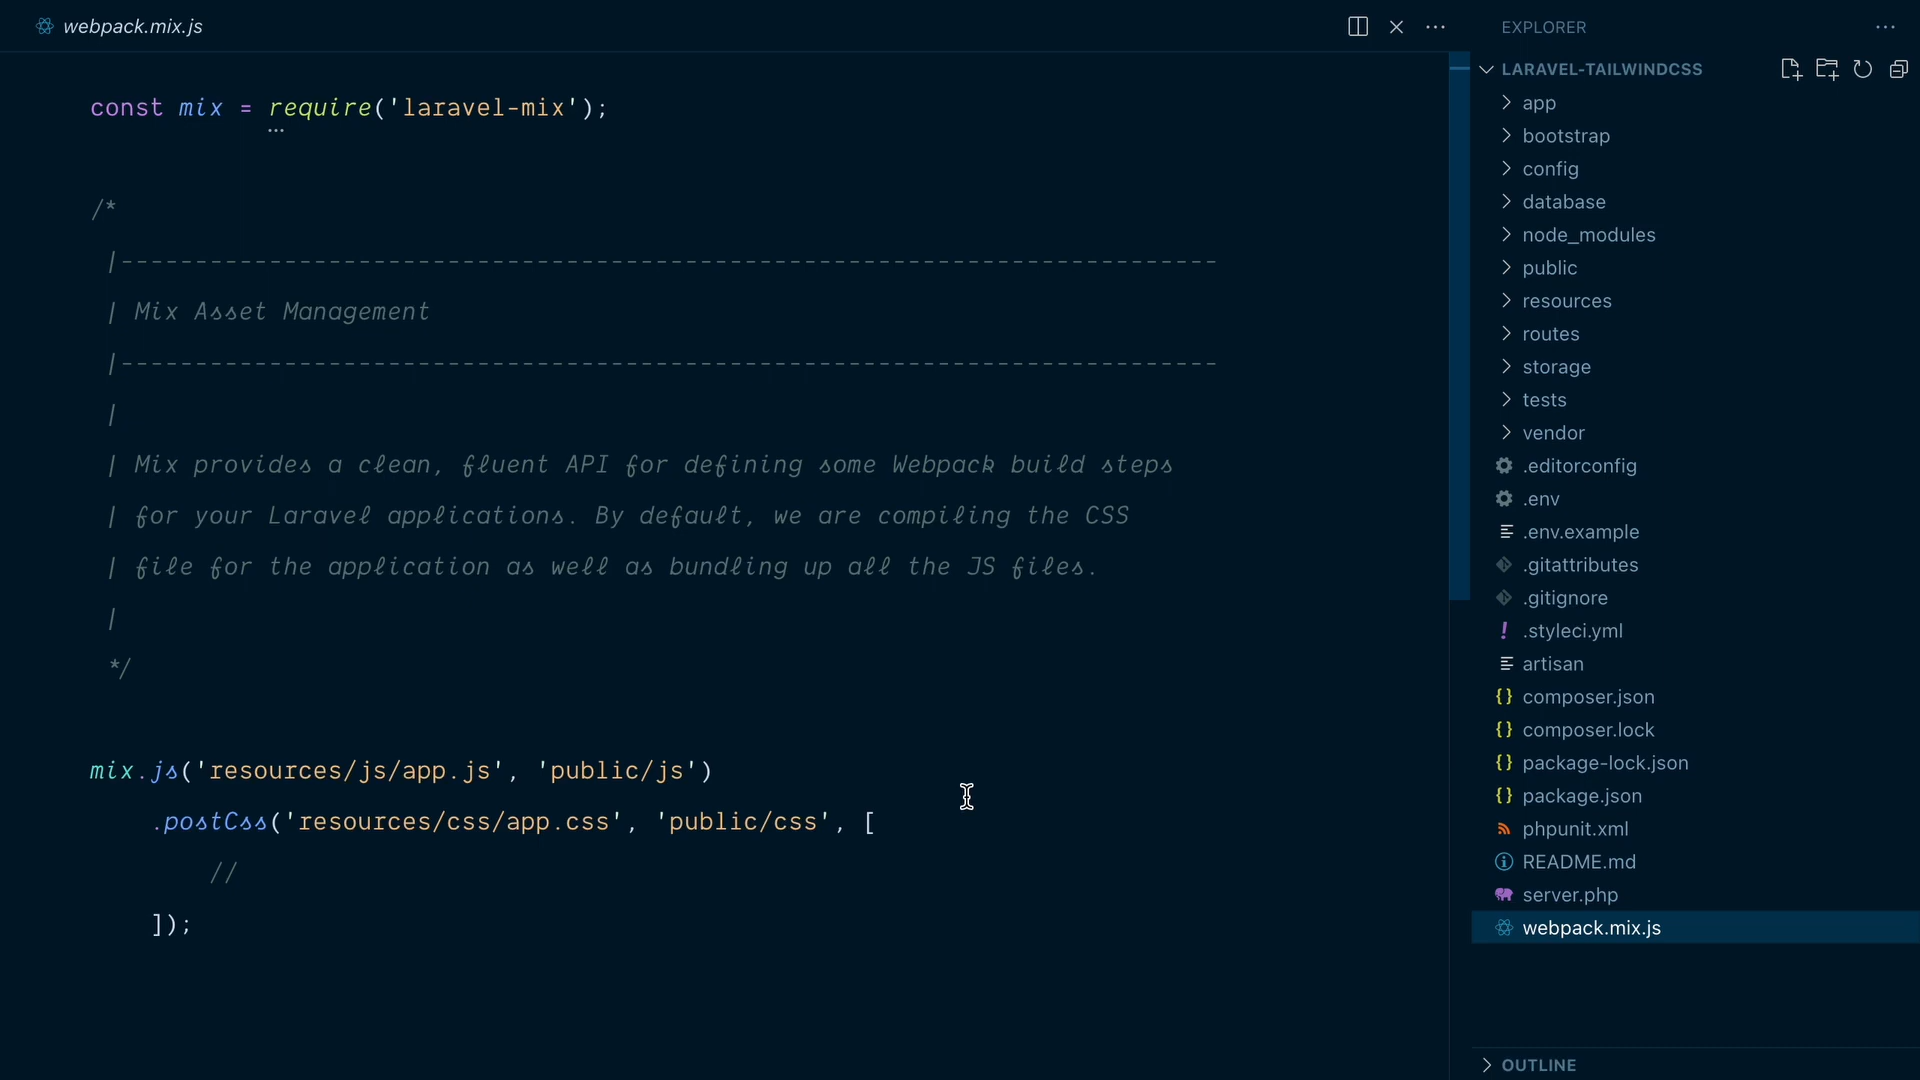 webpack.mix.js
const mix = require('laravel-mix');
/*
|--------------------------------------------------------------------------
| Mix Asset Management
|--------------------------------------------------------------------------
|
| Mix provides a clean, fluent API for defining some Webpack build steps
| for your Laravel applications. By default, we are compiling the CSS
| file for the application as well as bundling up all the JS files.
|
*/
mix.js('resources/js/app.js', 'public/js')
.postCss('resources/css/app.css', 'public/css', [
//
]);
EXPLORER
LARAVEL-TAILWINDCSS
app
bootstrap
config
database
node_modules
public
resources
routes
storage
tests
vendor
.editorconfig
.env
.env.example
.gitattributes
.gitignore
.styleci.yml
artisan
composer.json
composer.lock
package-lock.json
package.json
phpunit.xml
README.md
server.php
webpack.mix.js
OUTLINE